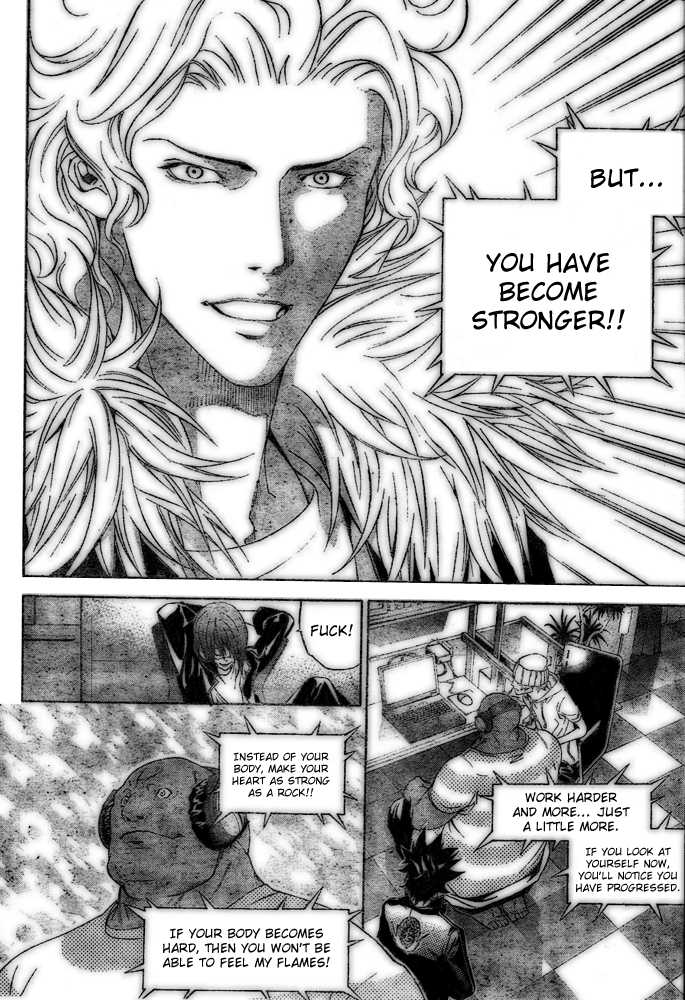 BUT...
YOU HAVE
BECOME
STRONGER!!
FUCK!
INSTEAD OF YOUR
BODY, MAKE YOUR
HEART AS STRONG
AS A ROCK!!
WORK HARDER
AND MORE... JUST
A LITTLE MORE.
IF YOU LOOK AT
YOURSELF NOW,
YOU'LL NOTICE YOU
HAVE PROGRESSED.
IF YOUR BODY BECOMES
HARD, THEN YOU WON'T BE
ABLE TO FEEL MY FLAMES!